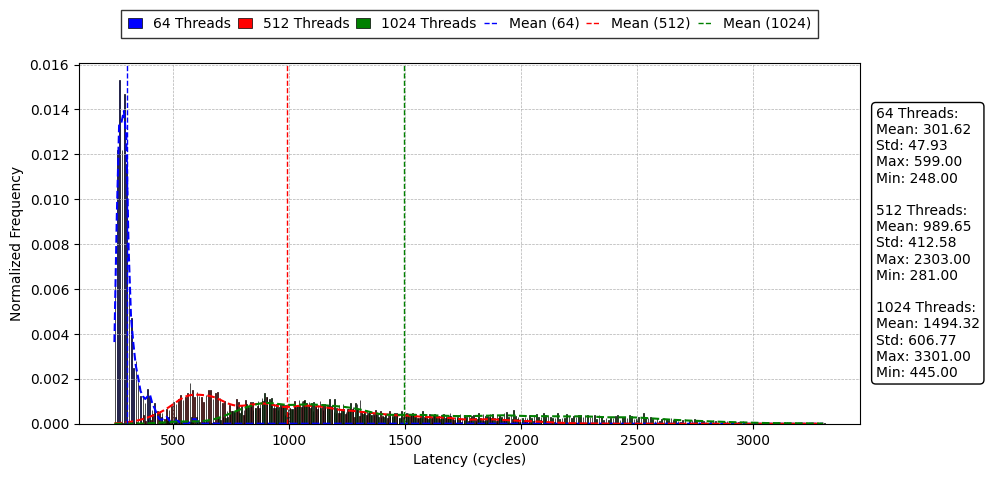 64 Threads 512 Threads 1024 Threads Mean (64) Mean (512) Mean (1024)
0.016
0.014
0.012
0.010
0.008
0.006
0.004
0.002
0.000
Normalized Frequency
500 1000 1500 2000 2500 3000
Latency (cycles)
64 Threads:
Mean: 301.62
Std: 47.93
Max: 599.00
Min: 248.00
512 Threads:
Mean: 989.65
Std: 412.58
Max: 2303.00
Min: 281.00
1024 Threads:
Mean: 1494.32
Std: 606.77
Max: 3301.00
Min: 445.00